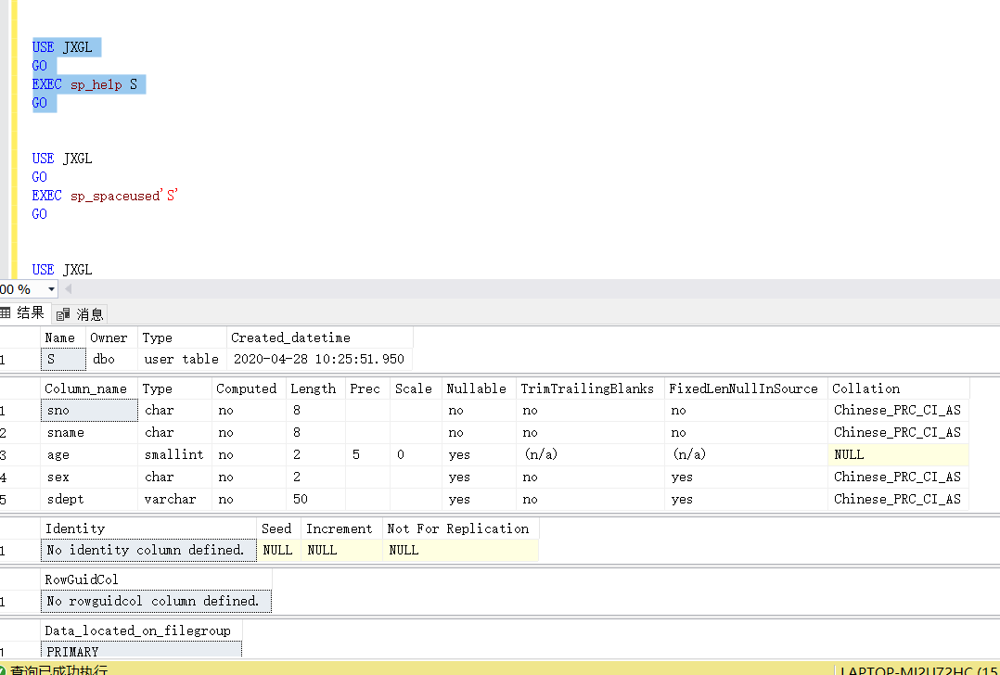 USE JXGL
GO
EXEC sp_help S
GO
USE JXGL
GO
EXEC sp_spaceused'S'
GO
USE JXGL
00 %
结果 消息
Name Owner Type Created_datetime
1 S dbo user table 2020-04-28 10:25:51.950
Column_name Type Computed Length Prec Scale Nullable TrimTrailingBlanks FixedLenNullInSource Collation
1 sno char no 8 no no no Chinese_PRC_CI_AS
2 sname char no 8 no no no Chinese_PRC_CI_AS
3 age smallint no 2 5 0 yes (n/a) (n/a) NULL
4 sex char no 2 yes no yes Chinese_PRC_CI_AS
5 sdept varchar no 50 yes no yes Chinese_PRC_CI_AS
Identity Seed Increment Not For Replication
1 No identity column defined. NULL NULL NULL
RowGuidCol
1 No rowguidcol column defined.
Data_located_on_filegroup
1 PRIMARY
查询已成功执行 LAPTOP-MI2U72HC (15